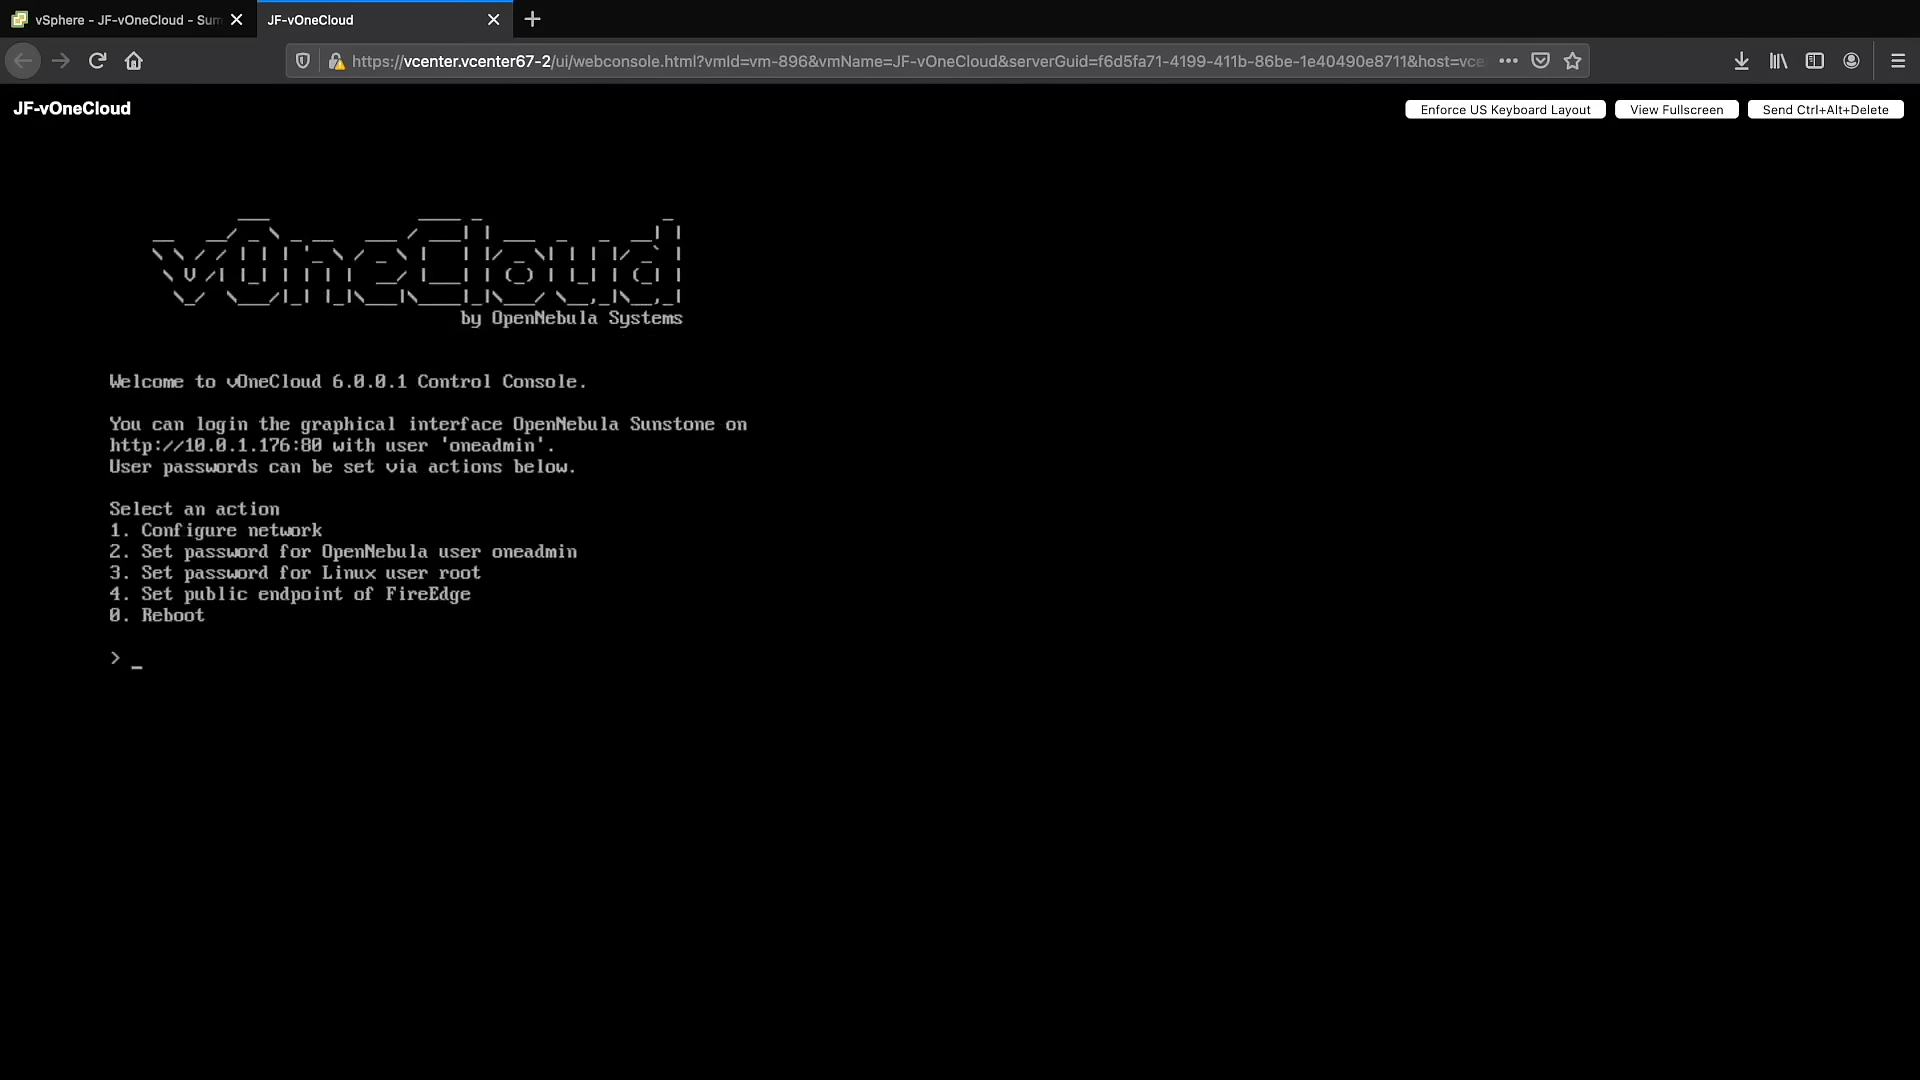 vSphere - JF-vOneCloud - Sum
JF-vOneCloud
https://vcenter.vcenter67-2/ui/webconsole.html?vmId=vm-896&vmName=JF-vOneCloud&serverGuid=f6d5fa71-4199-411b-86be-1e40490e8711&host=vce
JF-vOneCloud
Enforce US Keyboard Layout
View Fullscreen
Send Ctrl+Alt+Delete
vOneCloud
by OpenNebula Systems
Welcome to vOneCloud 6.0.0.1 Control Console.
You can login the graphical interface OpenNebula Sunstone on
http://10.0.1.176:80 with user 'oneadmin'.
User passwords can be set via actions below.
Select an action
1. Configure network
2. Set password for OpenNebula user oneadmin
3. Set password for Linux user root
4. Set public endpoint of FireEdge
0. Reboot
> _